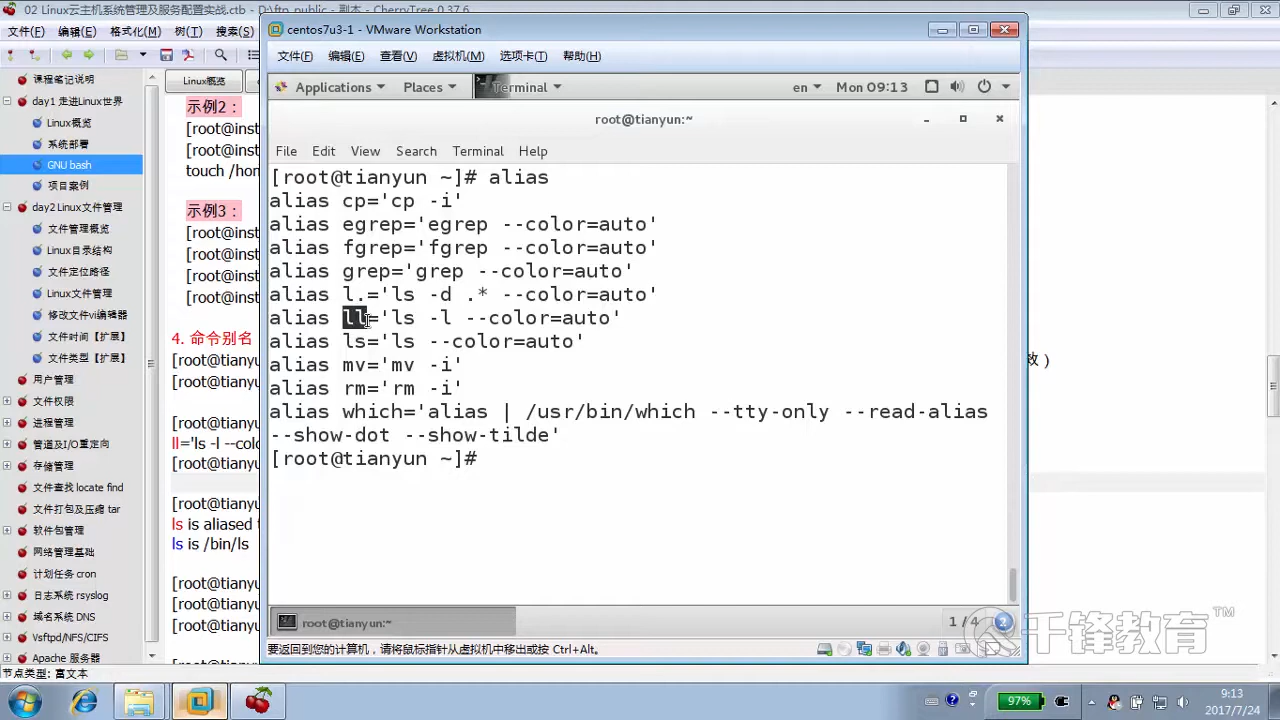 02 Linux云主机系统管理及服务配置实战.ctb - D:\ftp_public - CherryTree 0.37.6
文件(F) 编辑(E) 格式化(M) 树(T) 搜索(S)
课程笔记说明
day1 走进Linux世界
Linux概览
系统部署
GNU bash
项目案例
day2 Linux文件管理
文件管理概览
Linux目录结构
文件定位路径
Linux文件管理
修改文件vi编辑器
文件时间【扩展】
文件类型【扩展】
用户管理
文件权限
进程管理
管道及I/O重定向
存储管理
文件查找 locate find
文件打包及压缩 tar
软件包管理
网络管理基础
计划任务 cron
日志系统 rsyslog
域名系统 DNS
Vsftpd/NFS/CIFS
Apache 服务器
节点类型: 富文本
Linux概览
示例2：
[root@inst
[root@inst
touch /hom
示例3：
[root@inst
[root@inst
[root@inst
[root@inst
4. 命令别名
[root@tianyu
[root@tianyu
[root@tianyu
ll='ls -l --colo
[root@tianyu
[root@tianyu
ls is aliased t
ls is /bin/ls
[root@tianyu
[root@tianyu
[root@tianyu
centos7u3-1 - VMware Workstation
文件(F) 编辑(E) 查看(V) 虚拟机(M) 选项卡(T) 帮助(H)
Applications Places Terminal en Mon 09:13
root@tianyun:~
File Edit View Search Terminal Help
[root@tianyun ~]# alias
alias cp='cp -i'
alias egrep='egrep --color=auto'
alias fgrep='fgrep --color=auto'
alias grep='grep --color=auto'
alias l.='ls -d .* --color=auto'
alias ll='ls -l --color=auto'
alias ls='ls --color=auto'
alias mv='mv -i'
alias rm='rm -i'
alias which='alias | /usr/bin/which --tty-only --read-alias
--show-dot --show-tilde'
[root@tianyun ~]#
root@tianyun:~ 1 / 4 2
要返回到您的计算机，请将鼠标指针从虚拟机中移出或按 Ctrl+Alt。
千锋教育™
97%
9:13
2017/7/24